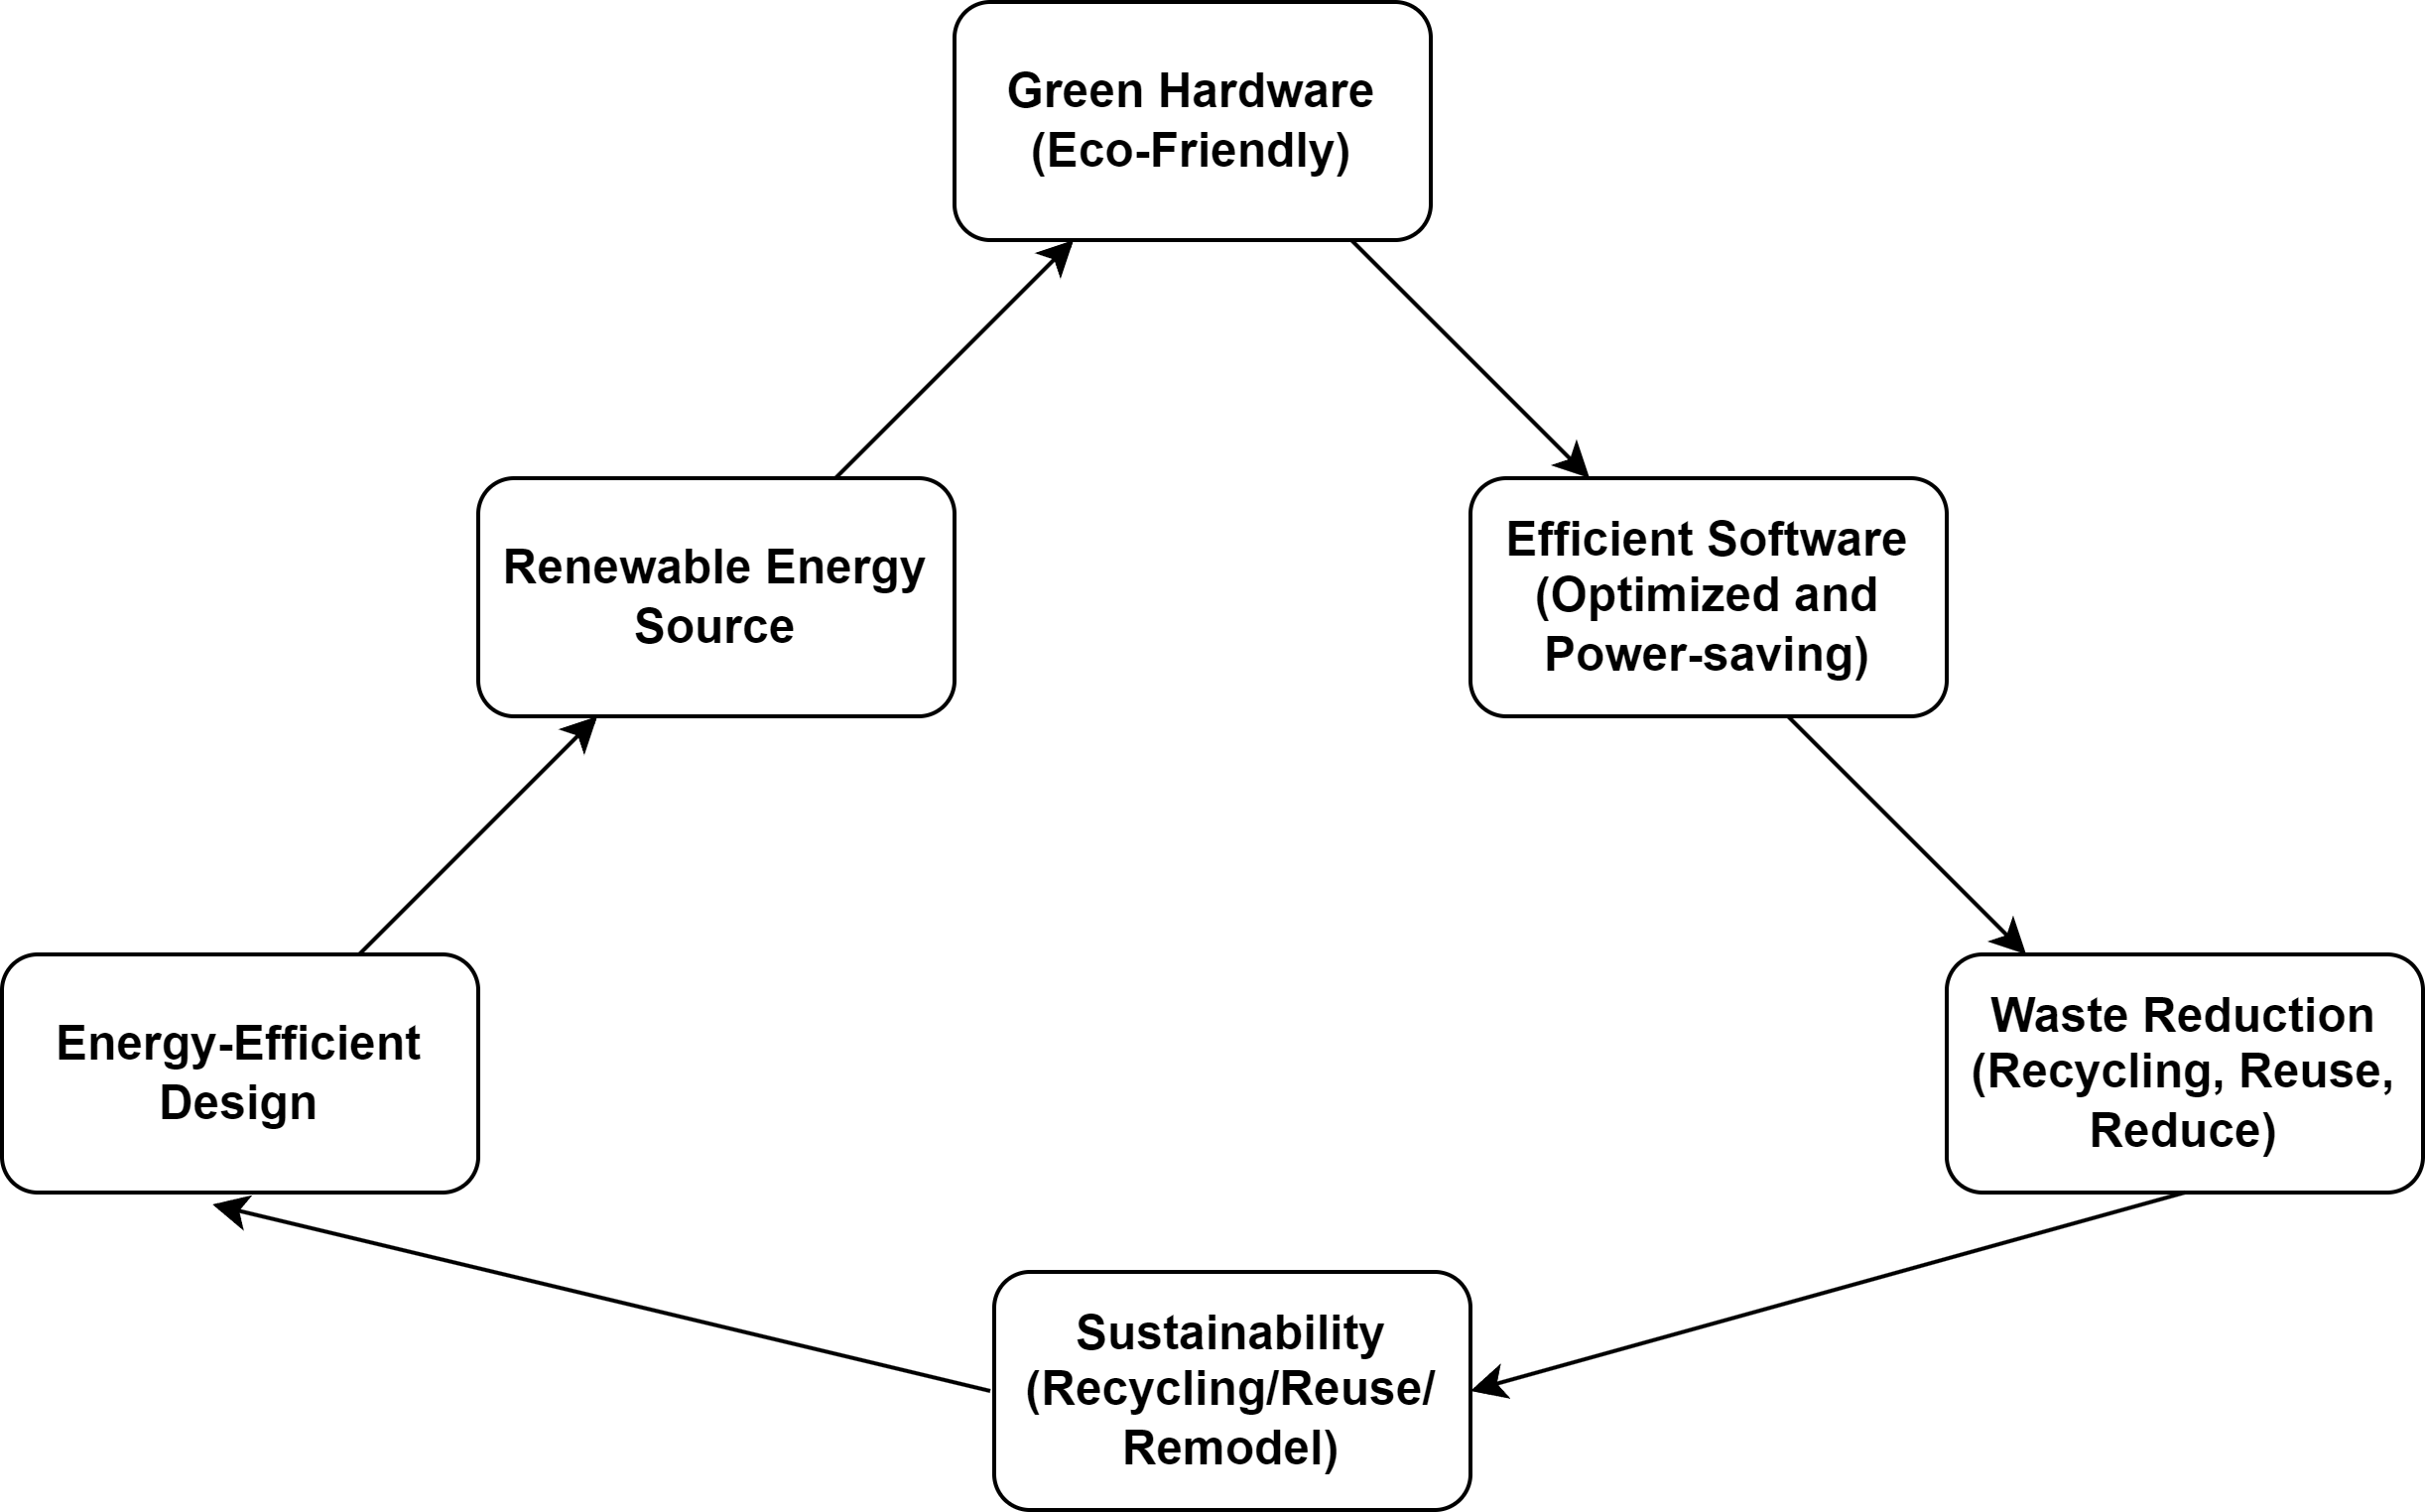 Green Hardware
(Eco-Friendly)
Renewable Energy
Source
Efficient Software
(Optimized and
Power-saving)
Energy-Efficient
Design
Waste Reduction
(Recycling, Reuse,
Reduce)
Sustainability
(Recycling/Reuse/
Remodel)